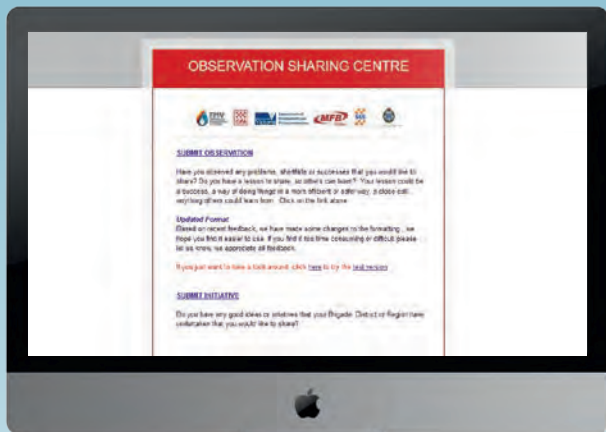 OBSERVATION SHARING CENTRE
MFB
SUBMIT OBSERVATION
Have you observed any problems, shortfalls or successes that you would like to
share? Do you have a lesson to share, so others can learn? Your lesson could be
a success, a way of doing things in a more efficient or safer way, a close call,
anything others could learn from. Click on the link above.
Updated Format
Based on recent feedback, we have made some changes to the formatting, we
hope you find it easier to use. If you find it too time consuming or difficult please
let us know, we appreciate all feedback.
If you just want to take a look around, click here to try the test version
SUBMIT INITIATIVE
Do you have any good ideas or initiatives that your Brigade, District or Region have
undertaken that you would like to share?